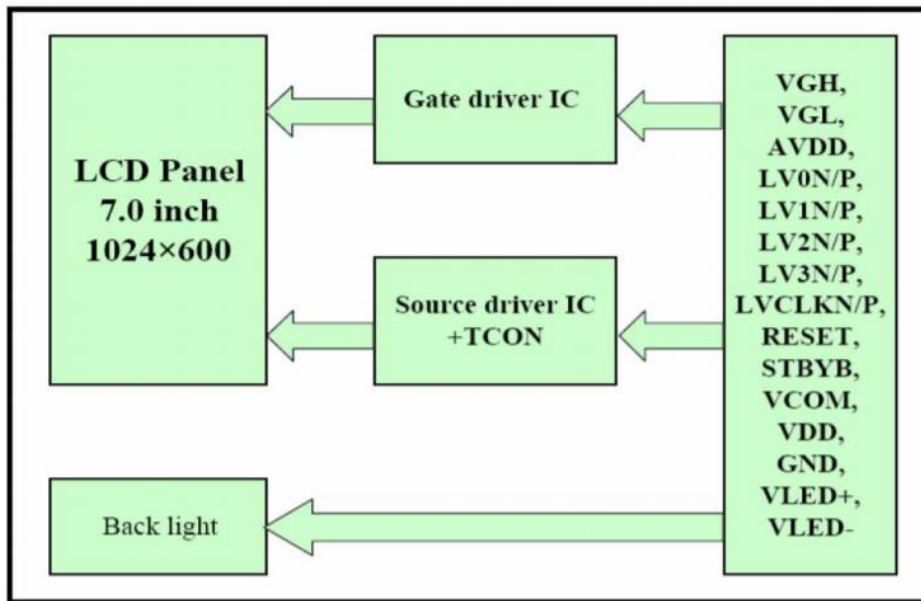 LCD Panel
7.0 inch
1024×600
Gate driver IC
Source driver IC
+TCON
Back light
VGH,
VGL,
AVDD,
LV0N/P,
LV1N/P,
LV2N/P,
LV3N/P,
LVCLKN/P,
RESET,
STBYB,
VCOM,
VDD,
GND,
VLED+,
VLED-